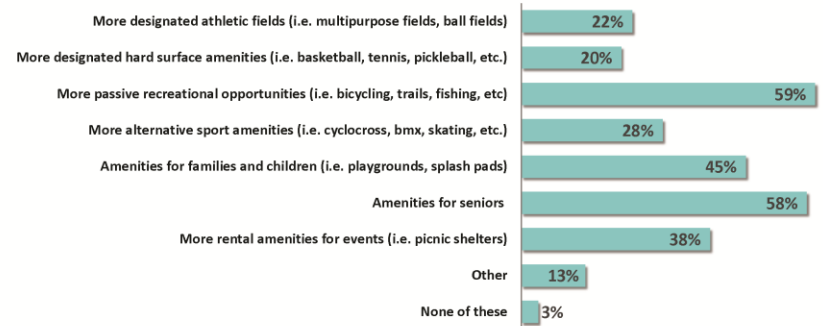 More designated athletic fields (i.e. multipurpose fields, ball fields) 22%
More designated hard surface amenities (i.e. basketball, tennis, pickleball, etc.) 20%
More passive recreational opportunities (i.e. bicycling, trails, fishing, etc) 59%
More alternative sport amenities (i.e. cyclocross, bmx, skating, etc.) 28%
Amenities for families and children (i.e. playgrounds, splash pads) 45%
Amenities for seniors 58%
More rental amenities for events (i.e. picnic shelters) 38%
Other 13%
None of these 3%